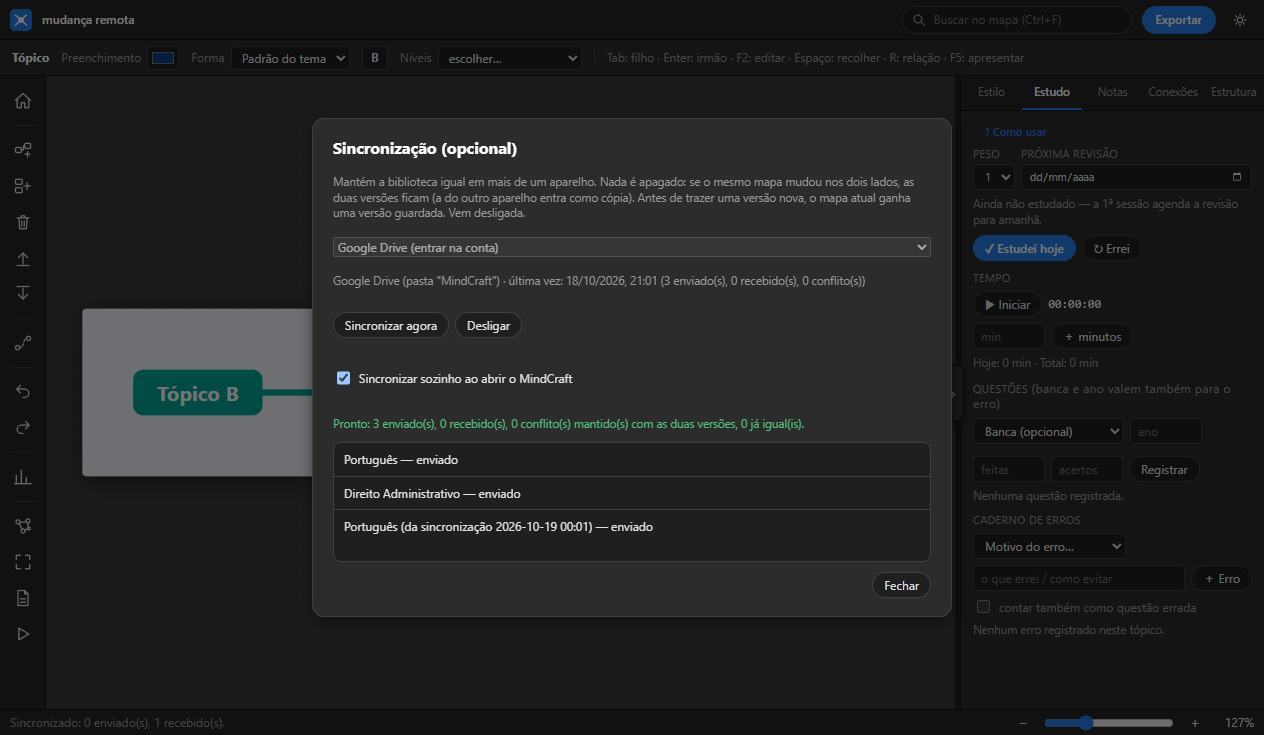 mudança remota
Buscar no mapa (Ctrl+F)
Exportar
Tópico
Preenchimento
Forma
Padrão do tema
B
Níveis
escolher...
Tab: filho · Enter: irmão · F2: editar · Espaço: recolher · R: relação · F5: apresentar
Tópico B
Sincronização (opcional)
Mantém a biblioteca igual em mais de um aparelho. Nada é apagado: se o mesmo mapa mudou nos dois lados, as
duas versões ficam (a do outro aparelho entra como cópia). Antes de trazer uma versão nova, o mapa atual ganha
uma versão guardada. Vem desligada.
Google Drive (entrar na conta)
Google Drive (pasta "MindCraft") · última vez: 18/10/2026, 21:01 (3 enviado(s), 0 recebido(s), 0 conflito(s))
Sincronizar agora
Desligar
Sincronizar sozinho ao abrir o MindCraft
Pronto: 3 enviado(s), 0 recebido(s), 0 conflito(s) mantido(s) com as duas versões, 0 já igual(is).
Português — enviado
Direito Administrativo — enviado
Português (da sincronização 2026-10-19 00:01) — enviado
Fechar
Estilo
Estudo
Notas
Conexões
Estrutura
? Como usar
PESO
PRÓXIMA REVISÃO
1
dd/mm/aaaa
Ainda não estudado — a 1ª sessão agenda a revisão
para amanhã.
✓ Estudei hoje
↻ Errei
TEMPO
▶ Iniciar
00:00:00
min
+ minutos
Hoje: 0 min · Total: 0 min
QUESTÕES (banca e ano valem também para o
erro)
Banca (opcional)
ano
feitas
acertos
Registrar
Nenhuma questão registrada.
CADERNO DE ERROS
Motivo do erro...
o que errei / como evitar
+ Erro
contar também como questão errada
Nenhum erro registrado neste tópico.
Sincronizado: 0 enviado(s), 1 recebido(s).
−
+
127%